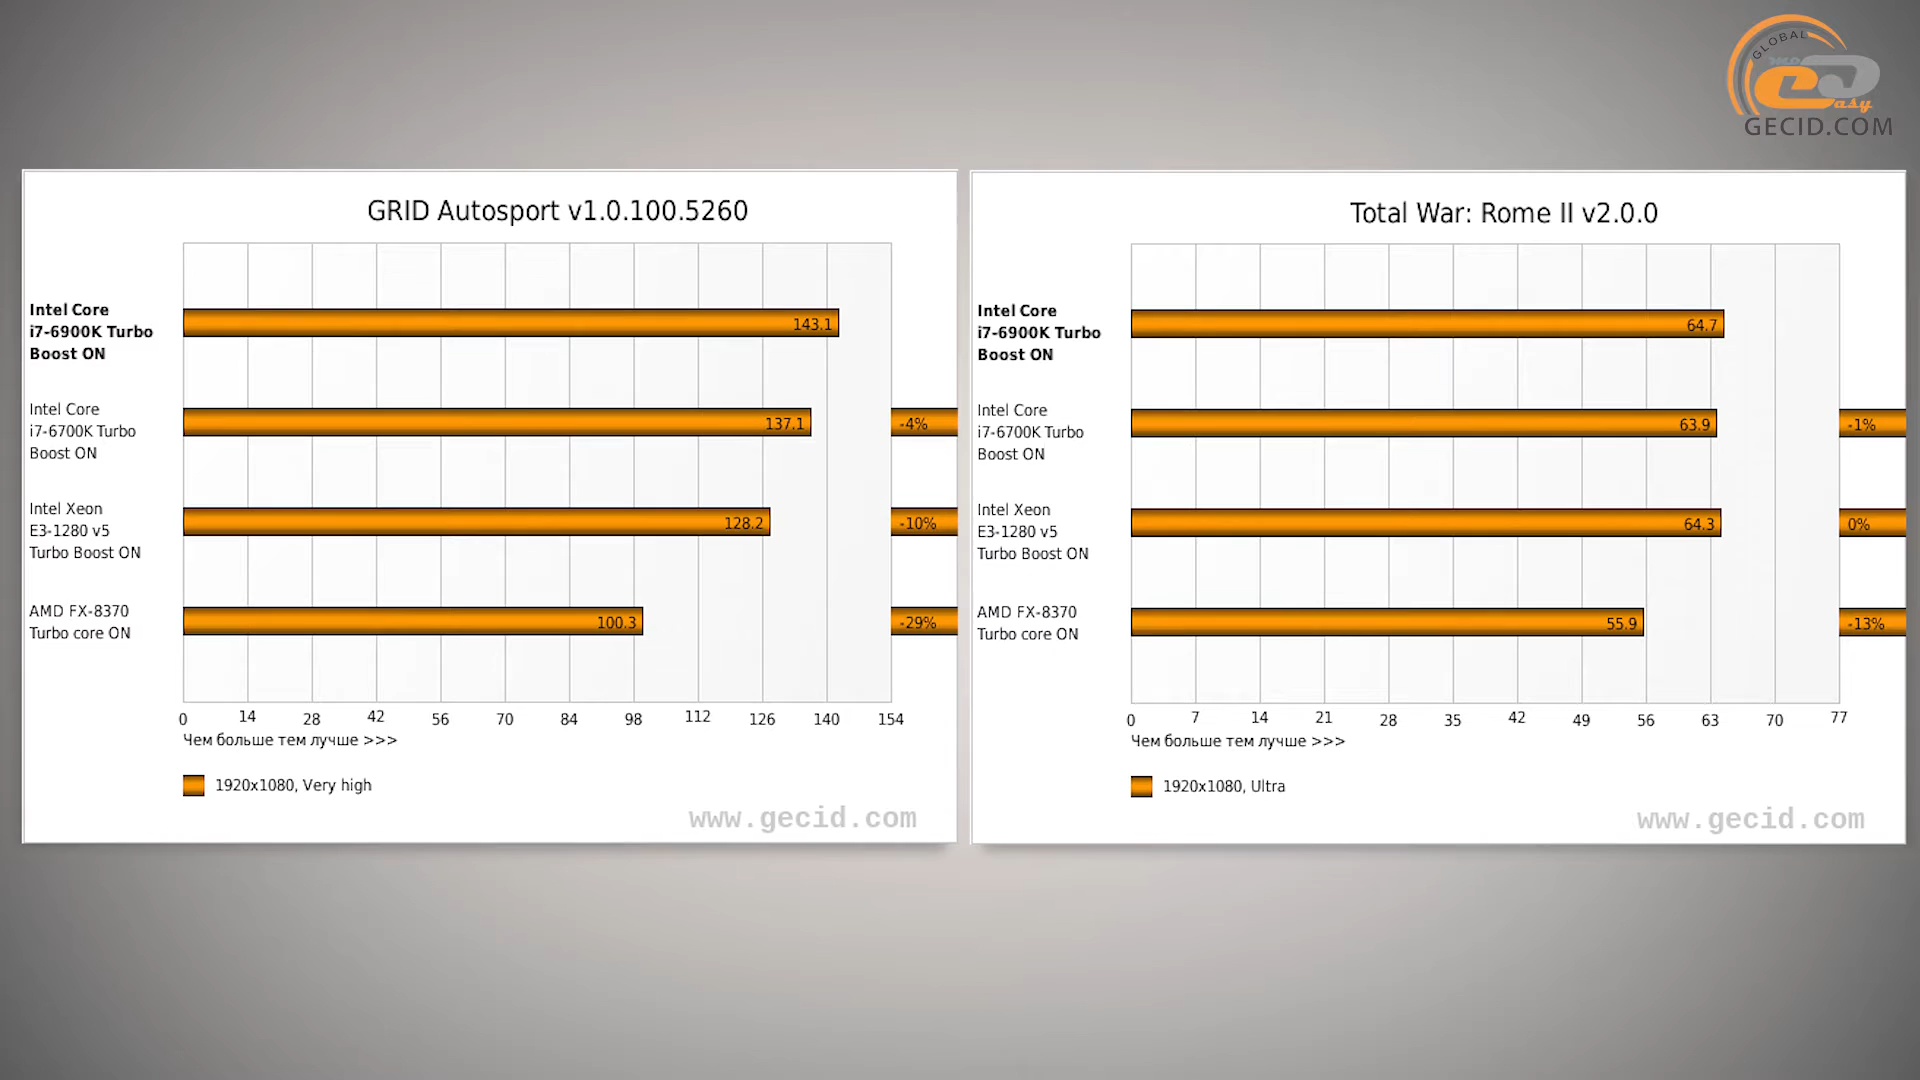 GLOBAL
asy
GECID.COM
GRID Autosport v1.0.100.5260
Intel Core
i7-6900K Turbo
Boost ON
143.1
Intel Core
i7-6700K Turbo
Boost ON
137.1
-4%
Intel Xeon
E3-1280 v5
Turbo Boost ON
128.2
-10%
AMD FX-8370
Turbo core ON
100.3
-29%
0 14 28 42 56 70 84 98 112 126 140 154
Чем больше тем лучше >>>
1920x1080, Very high
www.gecid.com
Total War: Rome II v2.0.0
Intel Core
i7-6900K Turbo
Boost ON
64.7
Intel Core
i7-6700K Turbo
Boost ON
63.9
-1%
Intel Xeon
E3-1280 v5
Turbo Boost ON
64.3
0%
AMD FX-8370
Turbo core ON
55.9
-13%
0 7 14 21 28 35 42 49 56 63 70 77
Чем больше тем лучше >>>
1920x1080, Ultra
www.gecid.com